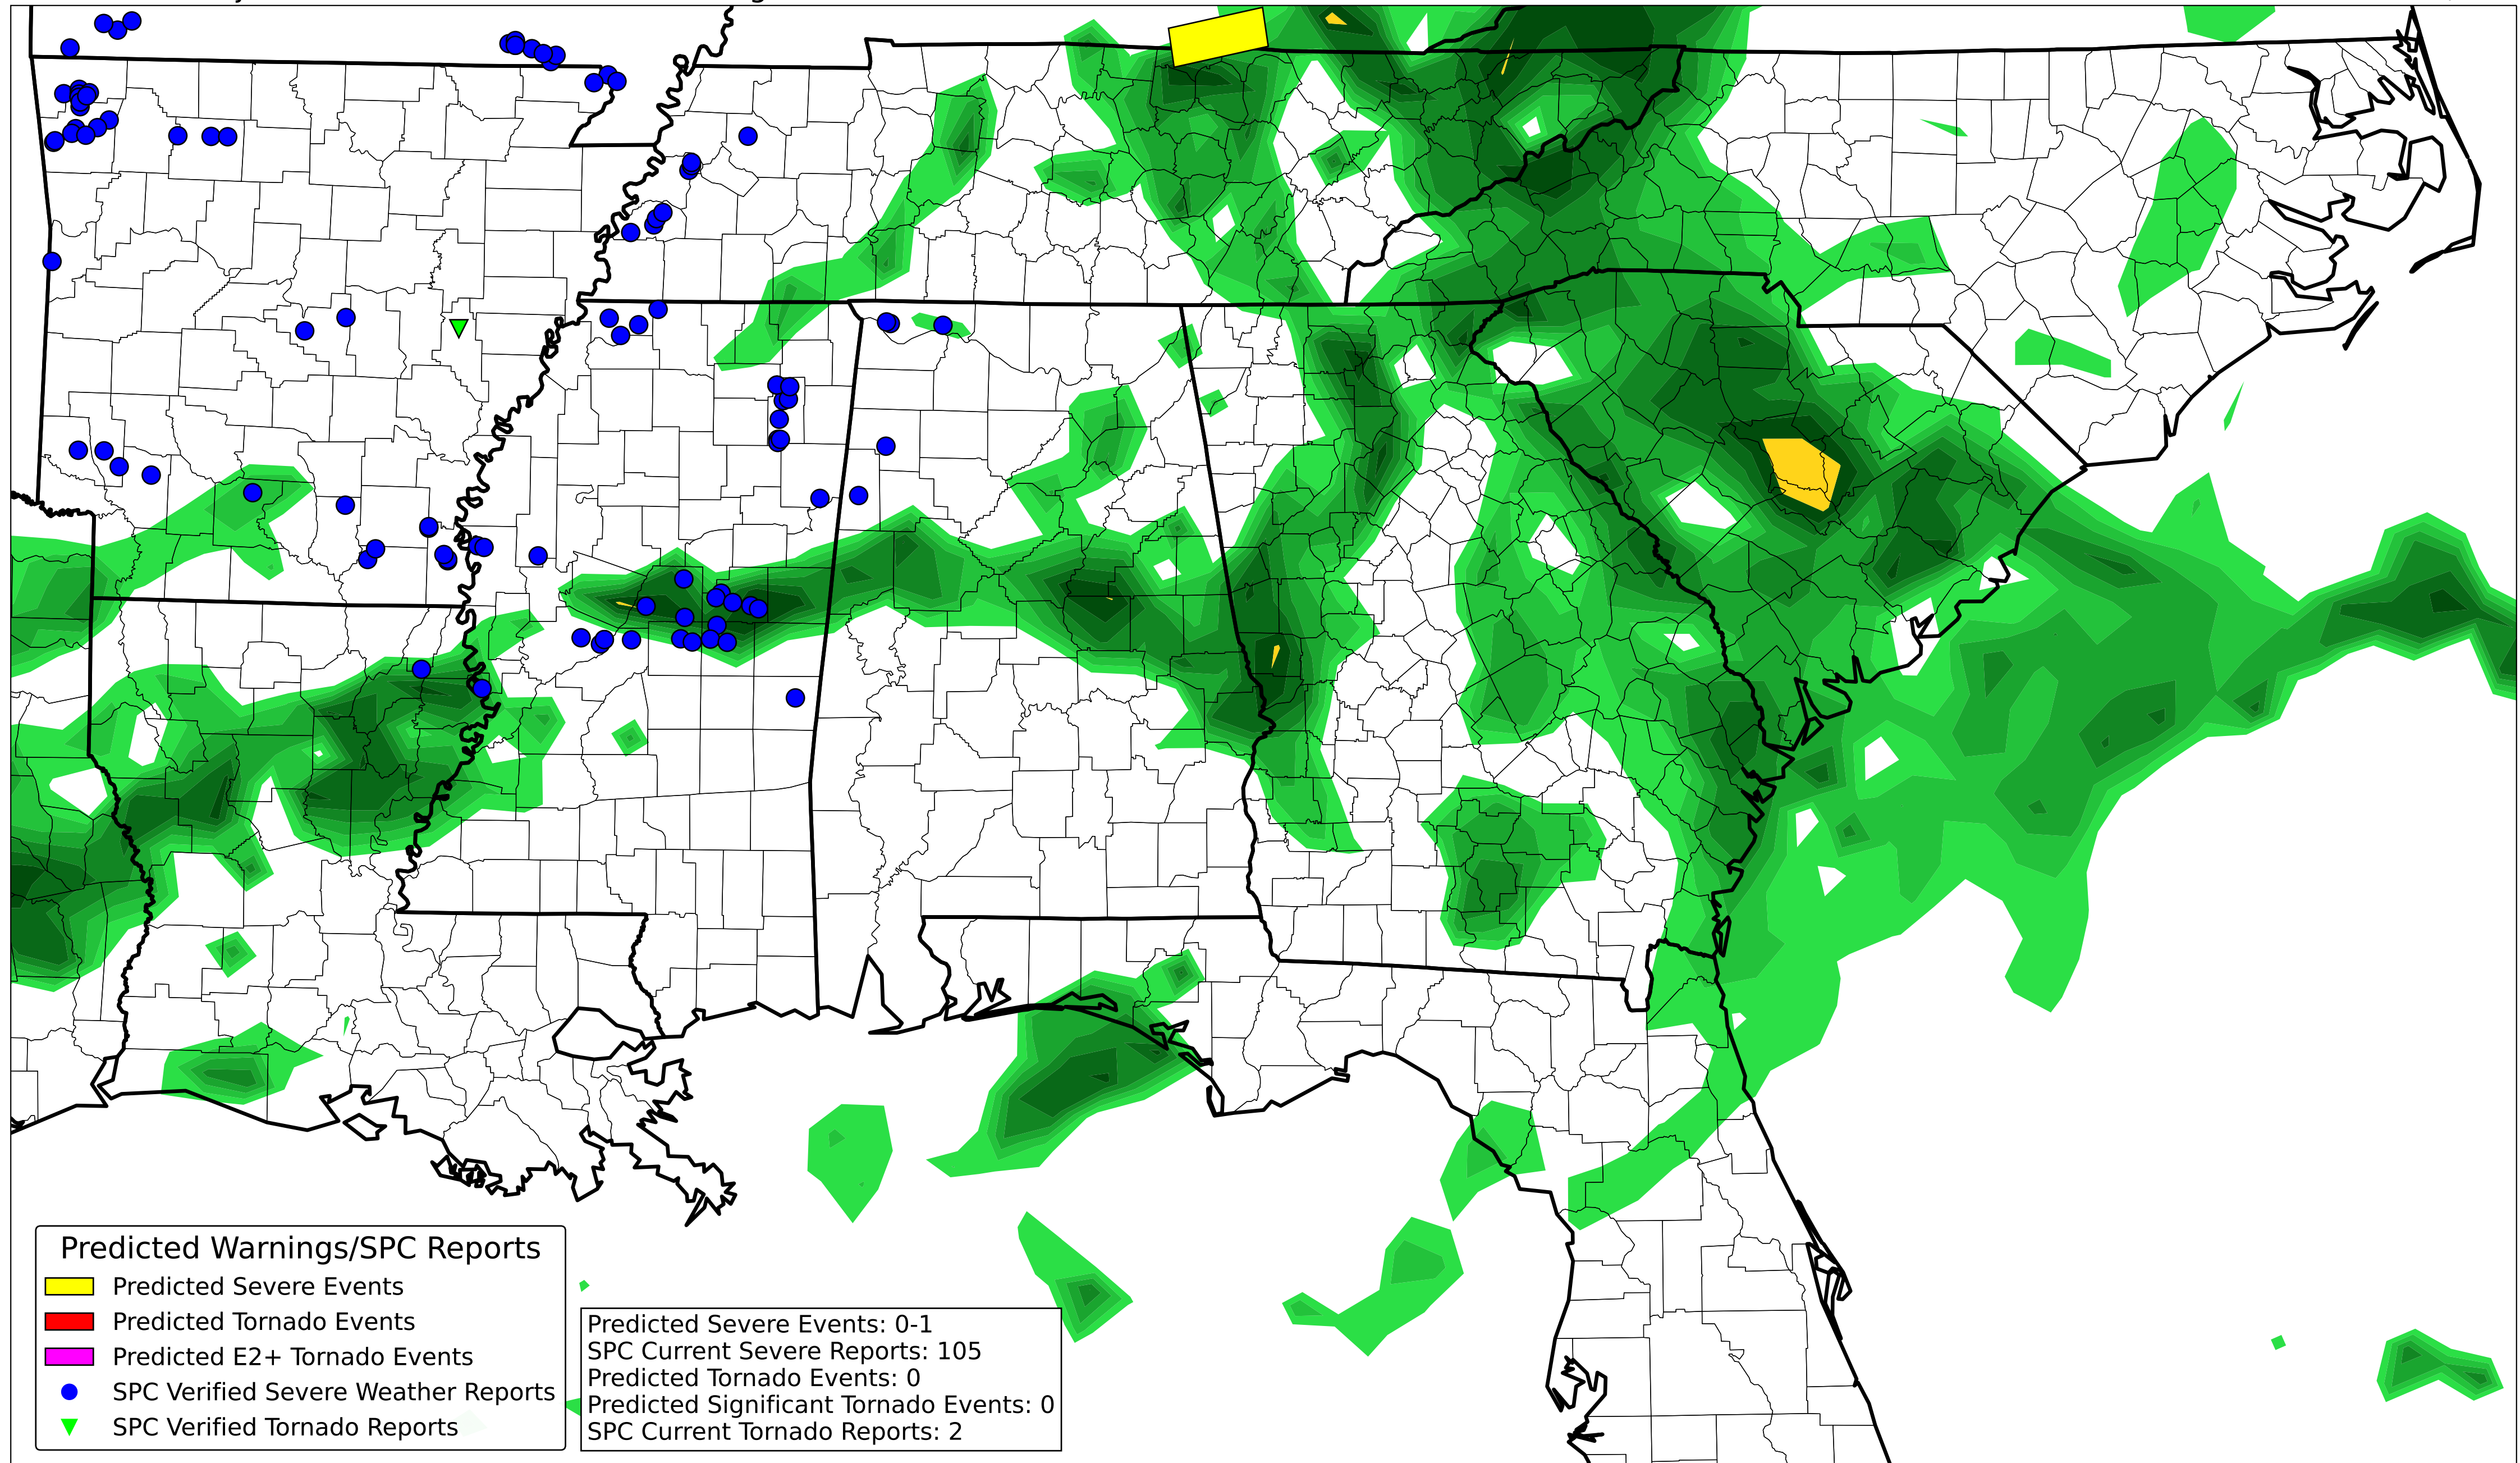 Predicted Warnings/SPC Reports
Predicted Severe Events
Predicted Tornado Events
Predicted E2+ Tornado Events
SPC Verified Severe Weather Reports
SPC Verified Tornado Reports
Predicted Severe Events: 0-1
SPC Current Severe Reports: 105
Predicted Tornado Events: 0
Predicted Significant Tornado Events: 0
SPC Current Tornado Reports: 2